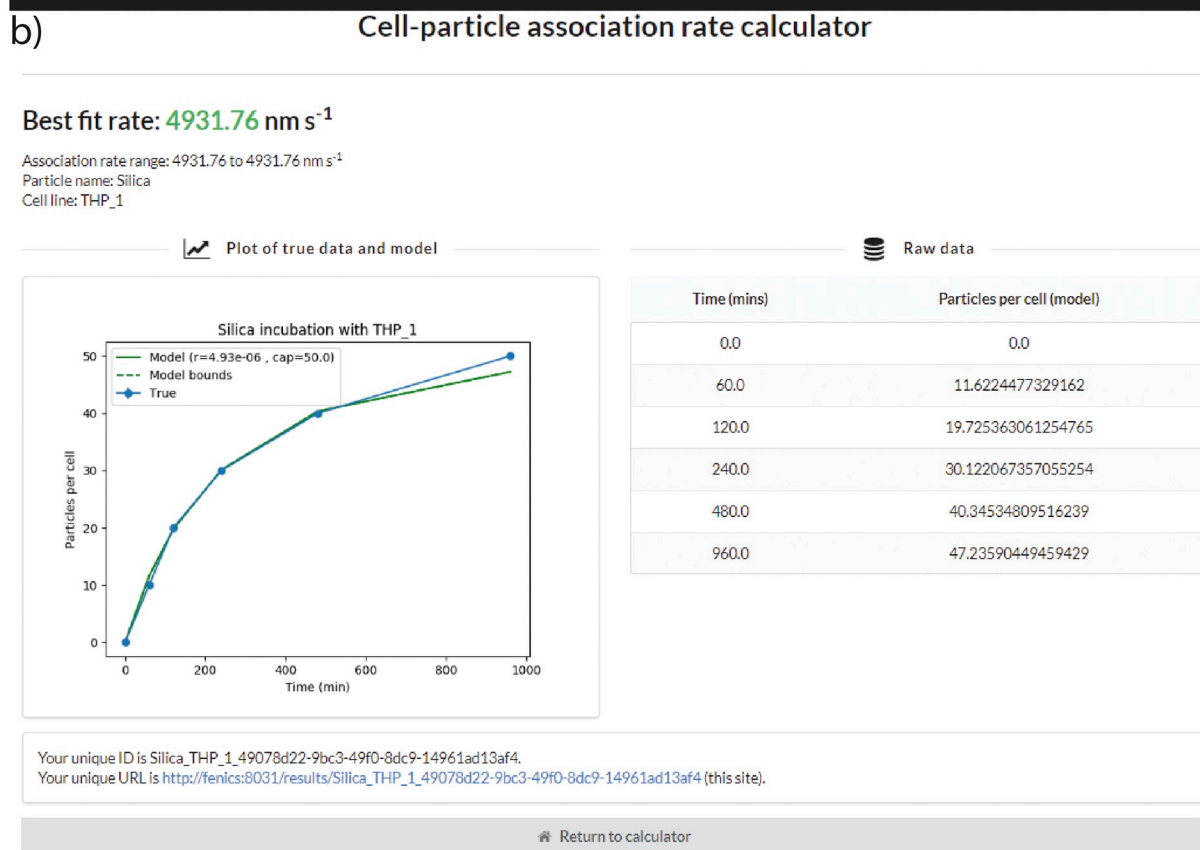 b)
Cell-particle association rate calculator
Best fit rate: 4931.76 nm s-1
Association rate range: 4931.76 to 4931.76 nm s-1
Particle name: Silica
Cell line: THP_1
Plot of true data and model
Silica incubation with THP_1
Model (r=4.93e-06 , cap=50.0)
Model bounds
True
Particles per cell
50
40
30
20
10
0
0 200 400 600 800 1000
Time (min)
Raw data
Time (mins) Particles per cell (model)
0.0 0.0
60.0 11.6224477329162
120.0 19.725363061254765
240.0 30.122067357055254
480.0 40.34534809516239
960.0 47.23590449459429
Your unique ID is Silica_THP_1_49078d22-9bc3-49f0-8dc9-14961ad13af4.
Your unique URL is http://fenics:8031/results/Silica_THP_1_49078d22-9bc3-49f0-8dc9-14961ad13af4 (this site).
Return to calculator